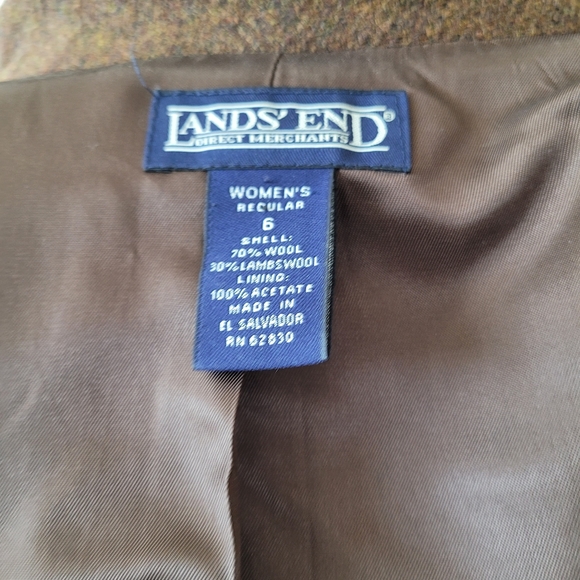 LANDS' END®
DIRECT MERCHANTS
WOMEN'S
REGULAR
6
SHELL:
70% WOOL
30% LAMBSWOOL
LINING:
100% ACETATE
MADE IN
EL SALVADOR
RN 62830